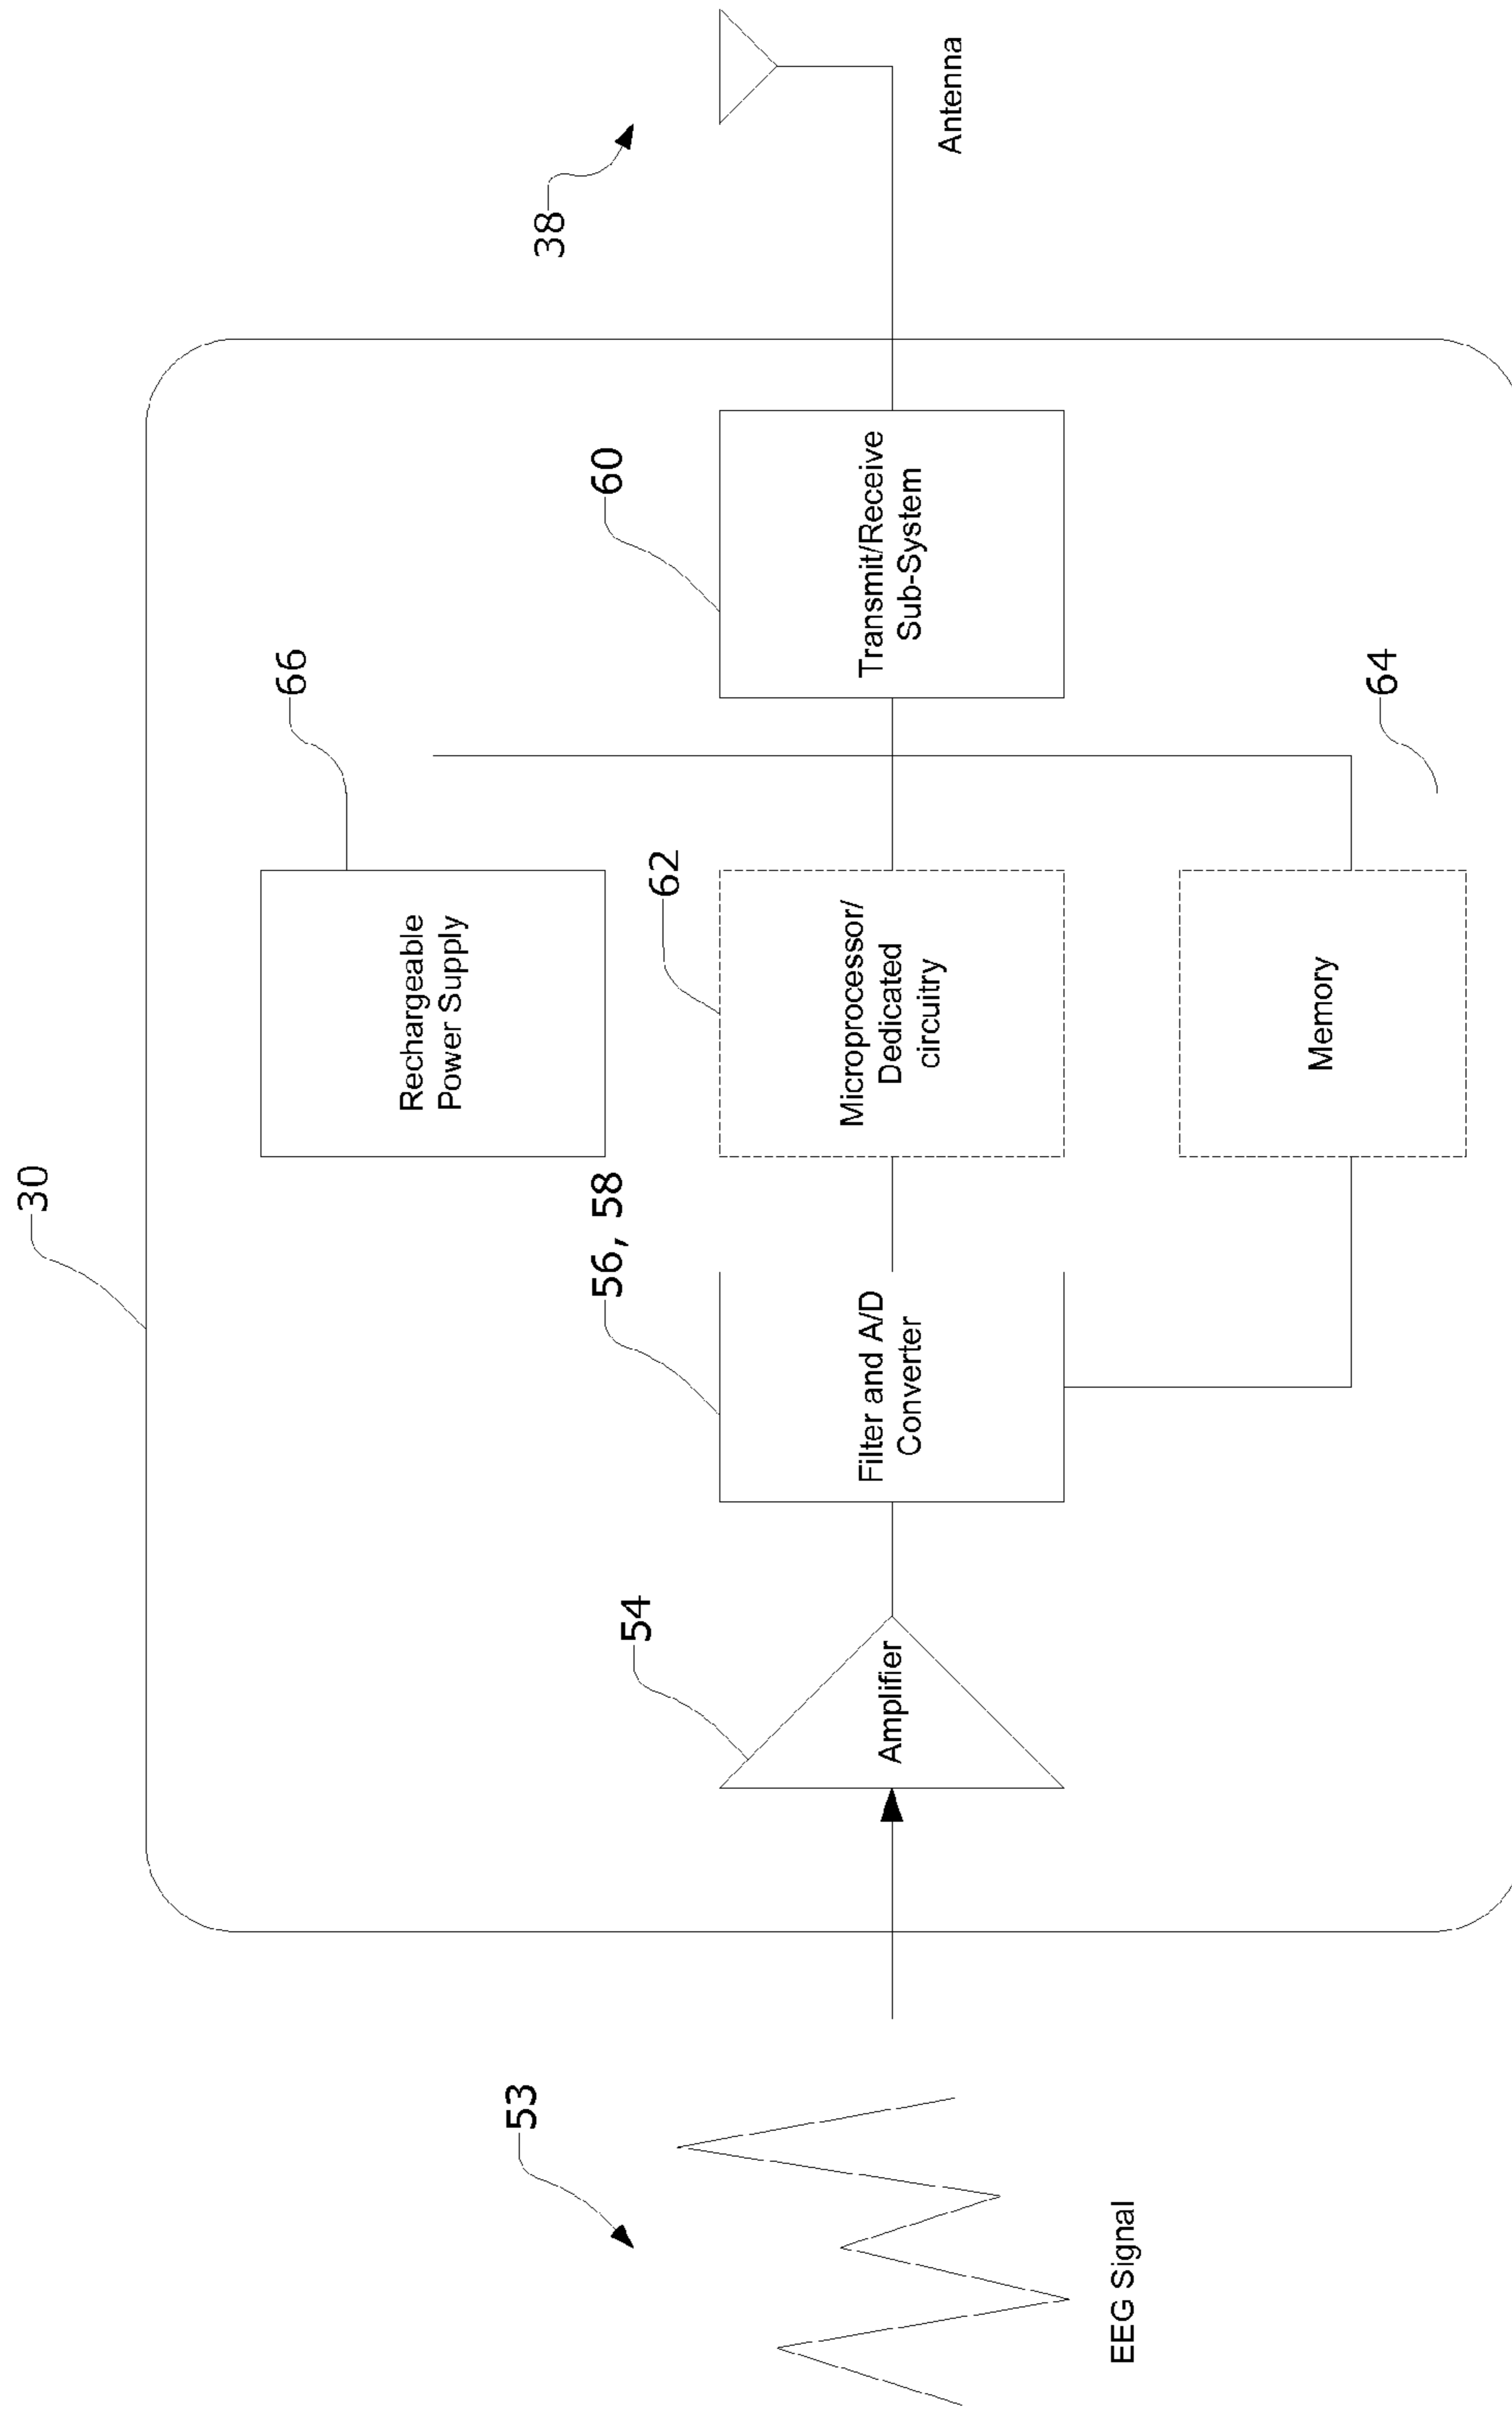 30
66
Rechargeable
Power Supply
53
54
56, 58
62
60
38
Amplifier
Filter and A/D
Converter
Microprocessor/
Dedicated
circuitry
Transmit/Receive
Sub-System
Antenna
EEG Signal
Memory
64